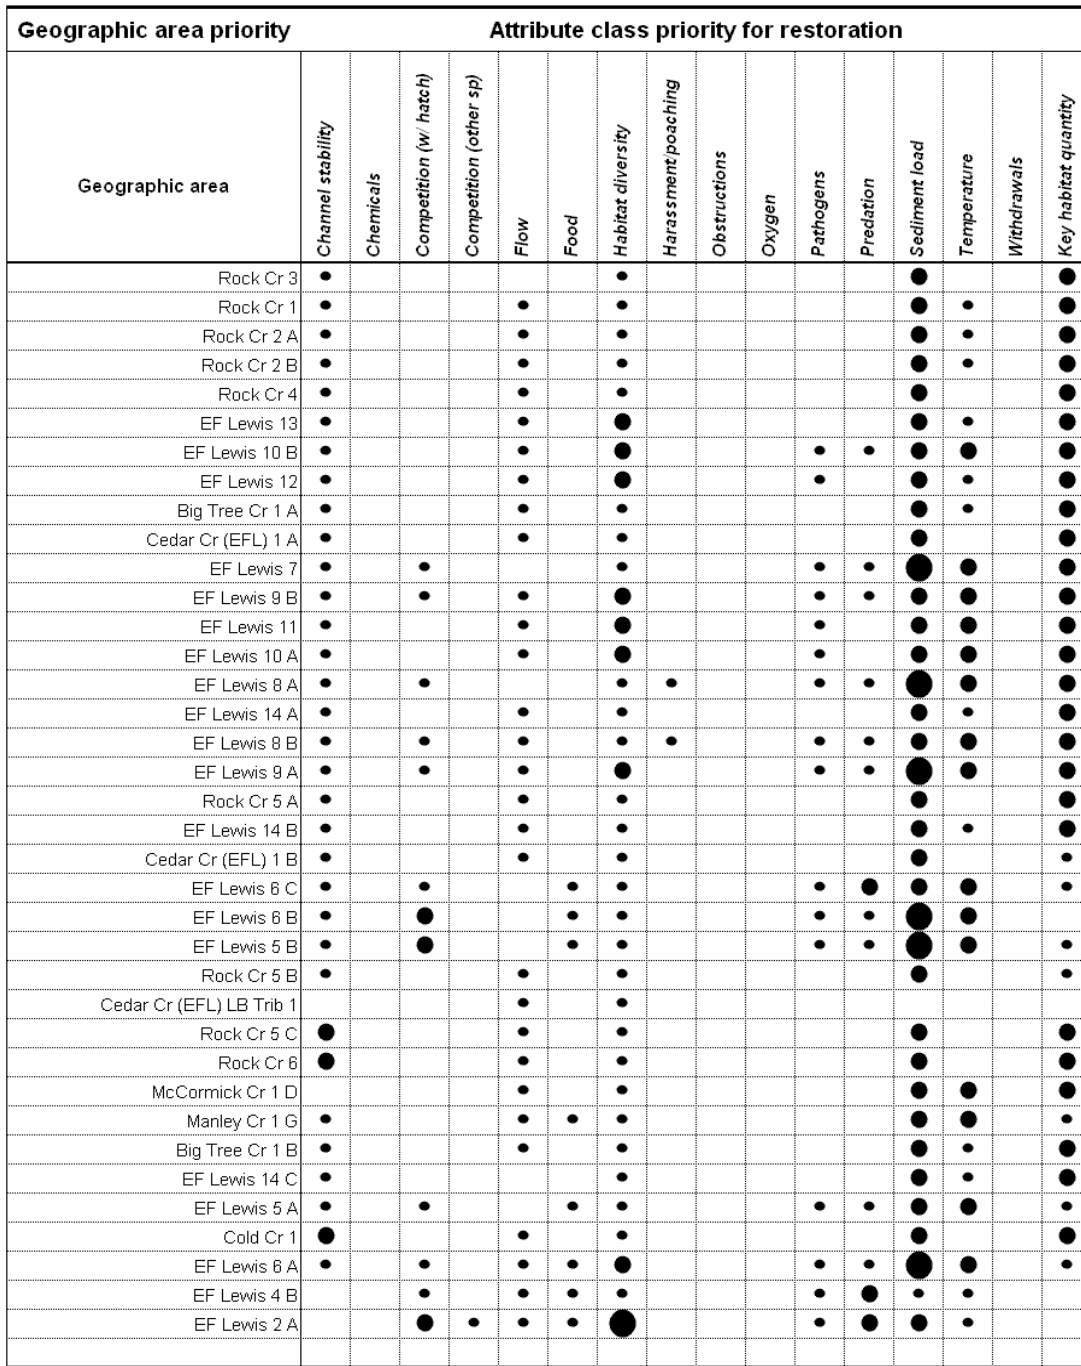 Geographic area priority Attribute class priority for restoration
Geographic area Channel stability Chemicals Competition (w/ hatch) Competition (other sp) Flow Food Habitat diversity Harassment/poaching Obstructions Oxygen Pathogens Predation Sediment load Temperature Withdrawals Key habitat quantity
Rock Cr 3
Rock Cr 1
Rock Cr 2 A
Rock Cr 2 B
Rock Cr 4
EF Lewis 13
EF Lewis 10 B
EF Lewis 12
Big Tree Cr 1 A
Cedar Cr (EFL) 1 A
EF Lewis 7
EF Lewis 9 B
EF Lewis 11
EF Lewis 10 A
EF Lewis 8 A
EF Lewis 14 A
EF Lewis 8 B
EF Lewis 9 A
Rock Cr 5 A
EF Lewis 14 B
Cedar Cr (EFL) 1 B
EF Lewis 6 C
EF Lewis 6 B
EF Lewis 5 B
Rock Cr 5 B
Cedar Cr (EFL) LB Trib 1
Rock Cr 5 C
Rock Cr 6
McCormick Cr 1 D
Manley Cr 1 G
Big Tree Cr 1 B
EF Lewis 14 C
EF Lewis 5 A
Cold Cr 1
EF Lewis 6 A
EF Lewis 4 B
EF Lewis 2 A